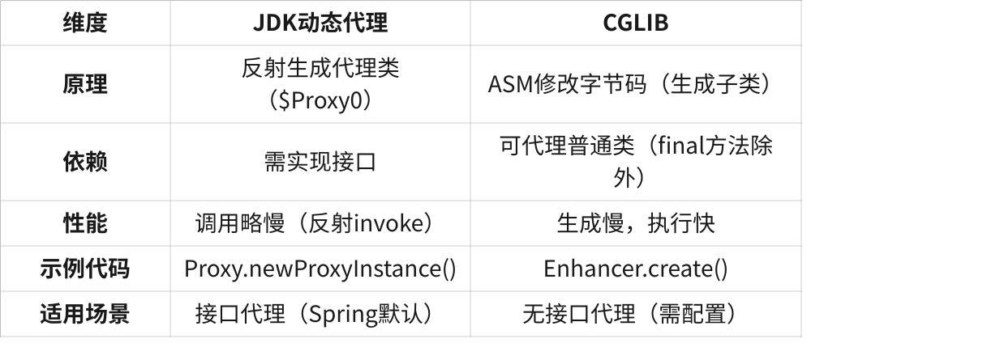 维度 JDK动态代理 CGLIB
原理 反射生成代理类（$Proxy0） ASM修改字节码（生成子类）
依赖 需实现接口 可代理普通类（final方法除外）
性能 调用略慢（反射invoke） 生成慢，执行快
示例代码 Proxy.newProxyInstance() Enhancer.create()
适用场景 接口代理（Spring默认） 无接口代理（需配置）